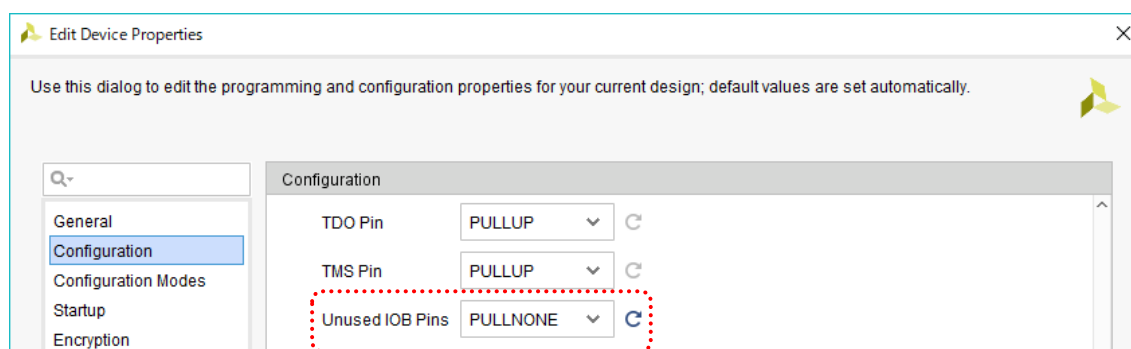 Edit Device Properties
Use this dialog to edit the programming and configuration properties for your current design; default values are set automatically.
Configuration
General
TDO Pin PULLUP
Configuration
Configuration Modes
TMS Pin PULLUP
Startup
Unused IOB Pins PULLNONE
Encryption